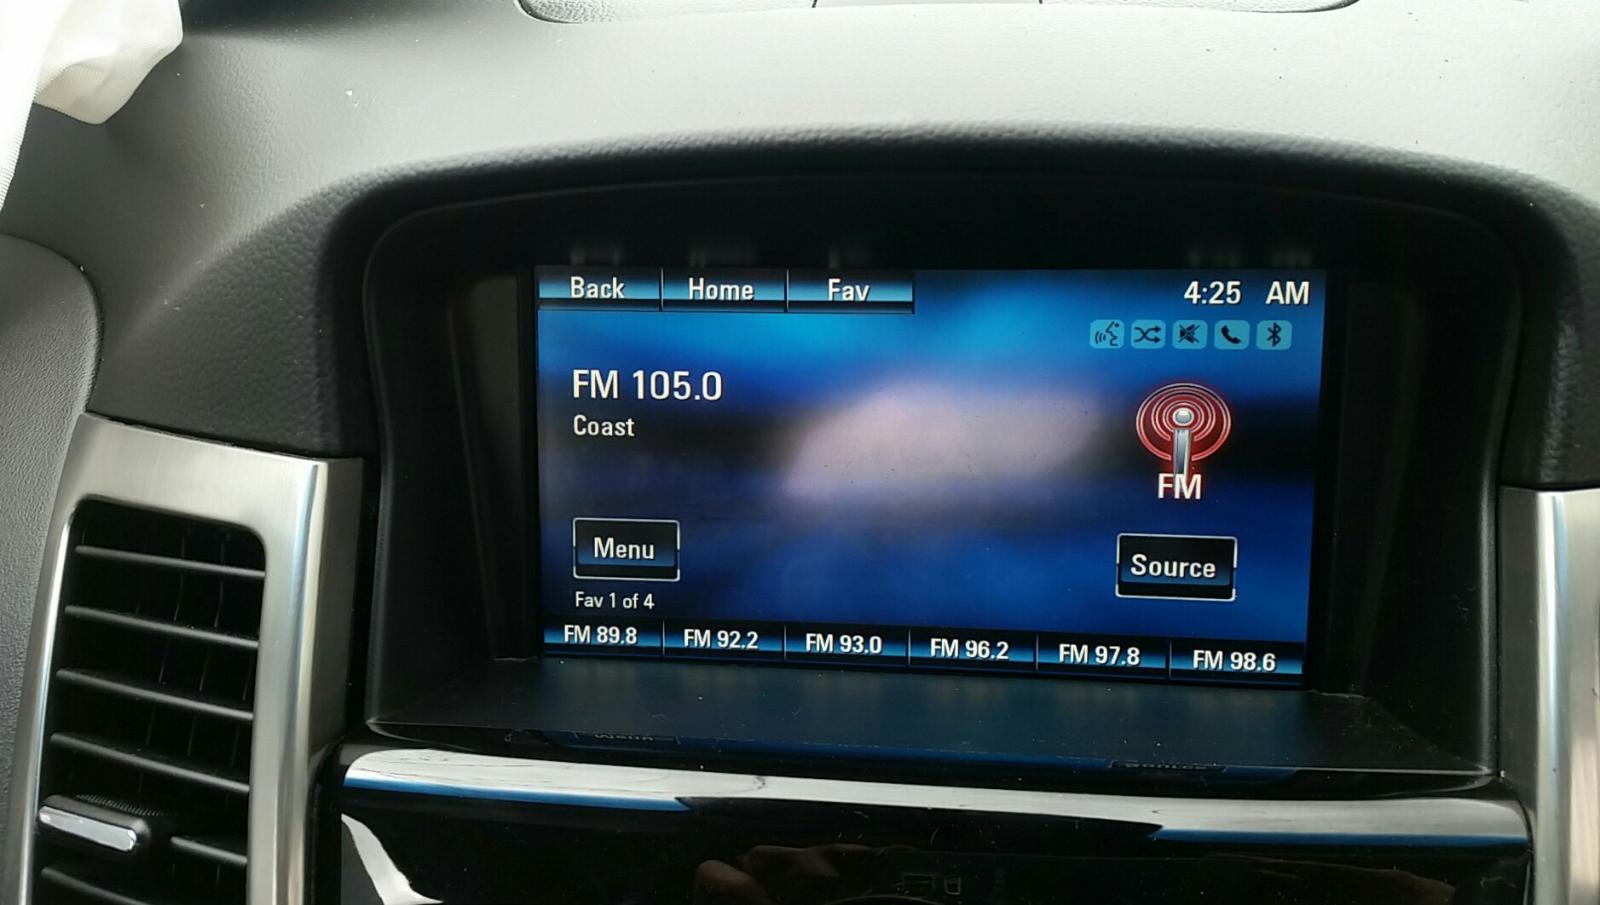 Back Home Fav 4:25 AM
FM 105.0
Coast
FM
Menu
Source
Fav 1 of 4
FM 89.8 FM 92.2 FM 93.0 FM 96.2 FM 97.8 FM 98.6